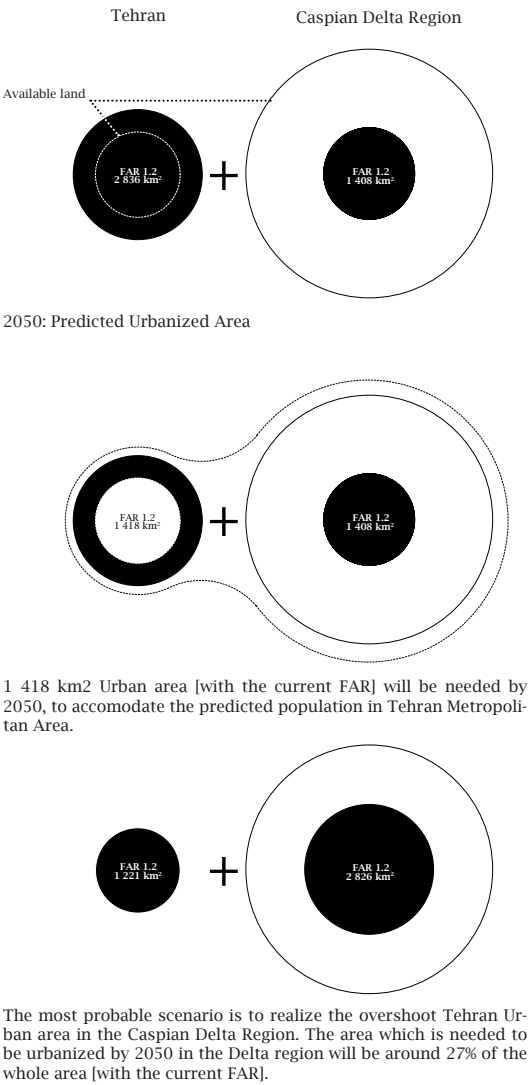 Tehran
Caspian Delta Region
Available land
FAR 1.2
2 836 km²
+
FAR 1.2
1 408 km²
2050: Predicted Urbanized Area
FAR 1.2
1 418 km²
+
FAR 1.2
1 408 km²
1 418 km2 Urban area [with the current FAR] will be needed by
2050, to accomodate the predicted population in Tehran Metropoli-
tan Area.
FAR 1.2
1 221 km²
+
FAR 1.2
2 826 km²
The most probable scenario is to realize the overshoot Tehran Ur-
ban area in the Caspian Delta Region. The area which is needed to
be urbanized by 2050 in the Delta region will be around 27% of the
whole area [with the current FAR].